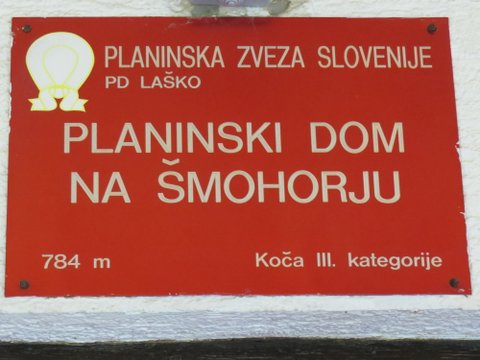 PLANINSKA ZVEZA SLOVENIJE
PD LAŠKO
PLANINSKI DOM
NA ŠMOHORJU
784 m
Koča III. kategorije